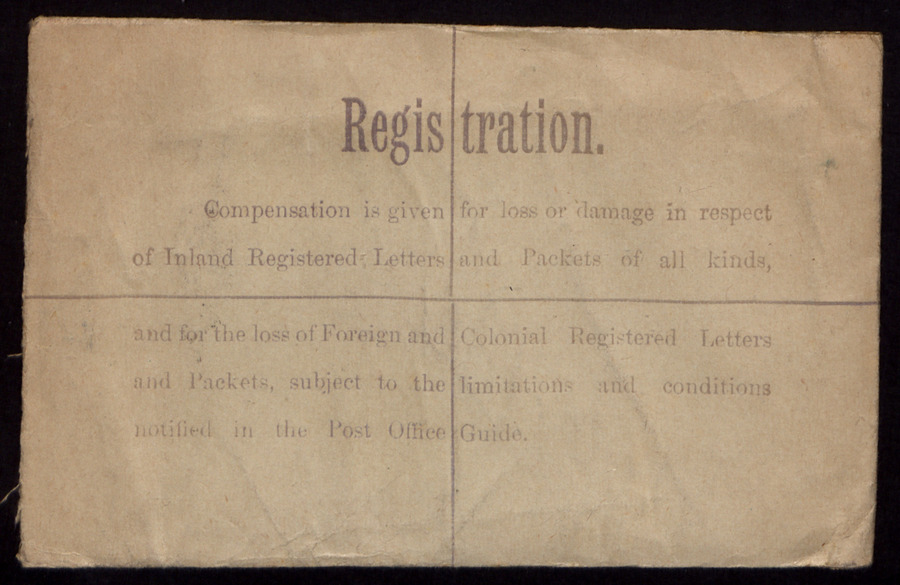 Registration.
Compensation is given for loss or damage in respect
of Inland Registered Letters and Packets of all kinds,
and for the loss of Foreign and Colonial Registered Letters
and Packets, subject to the limitations and conditions
notified in the Post Office Guide.